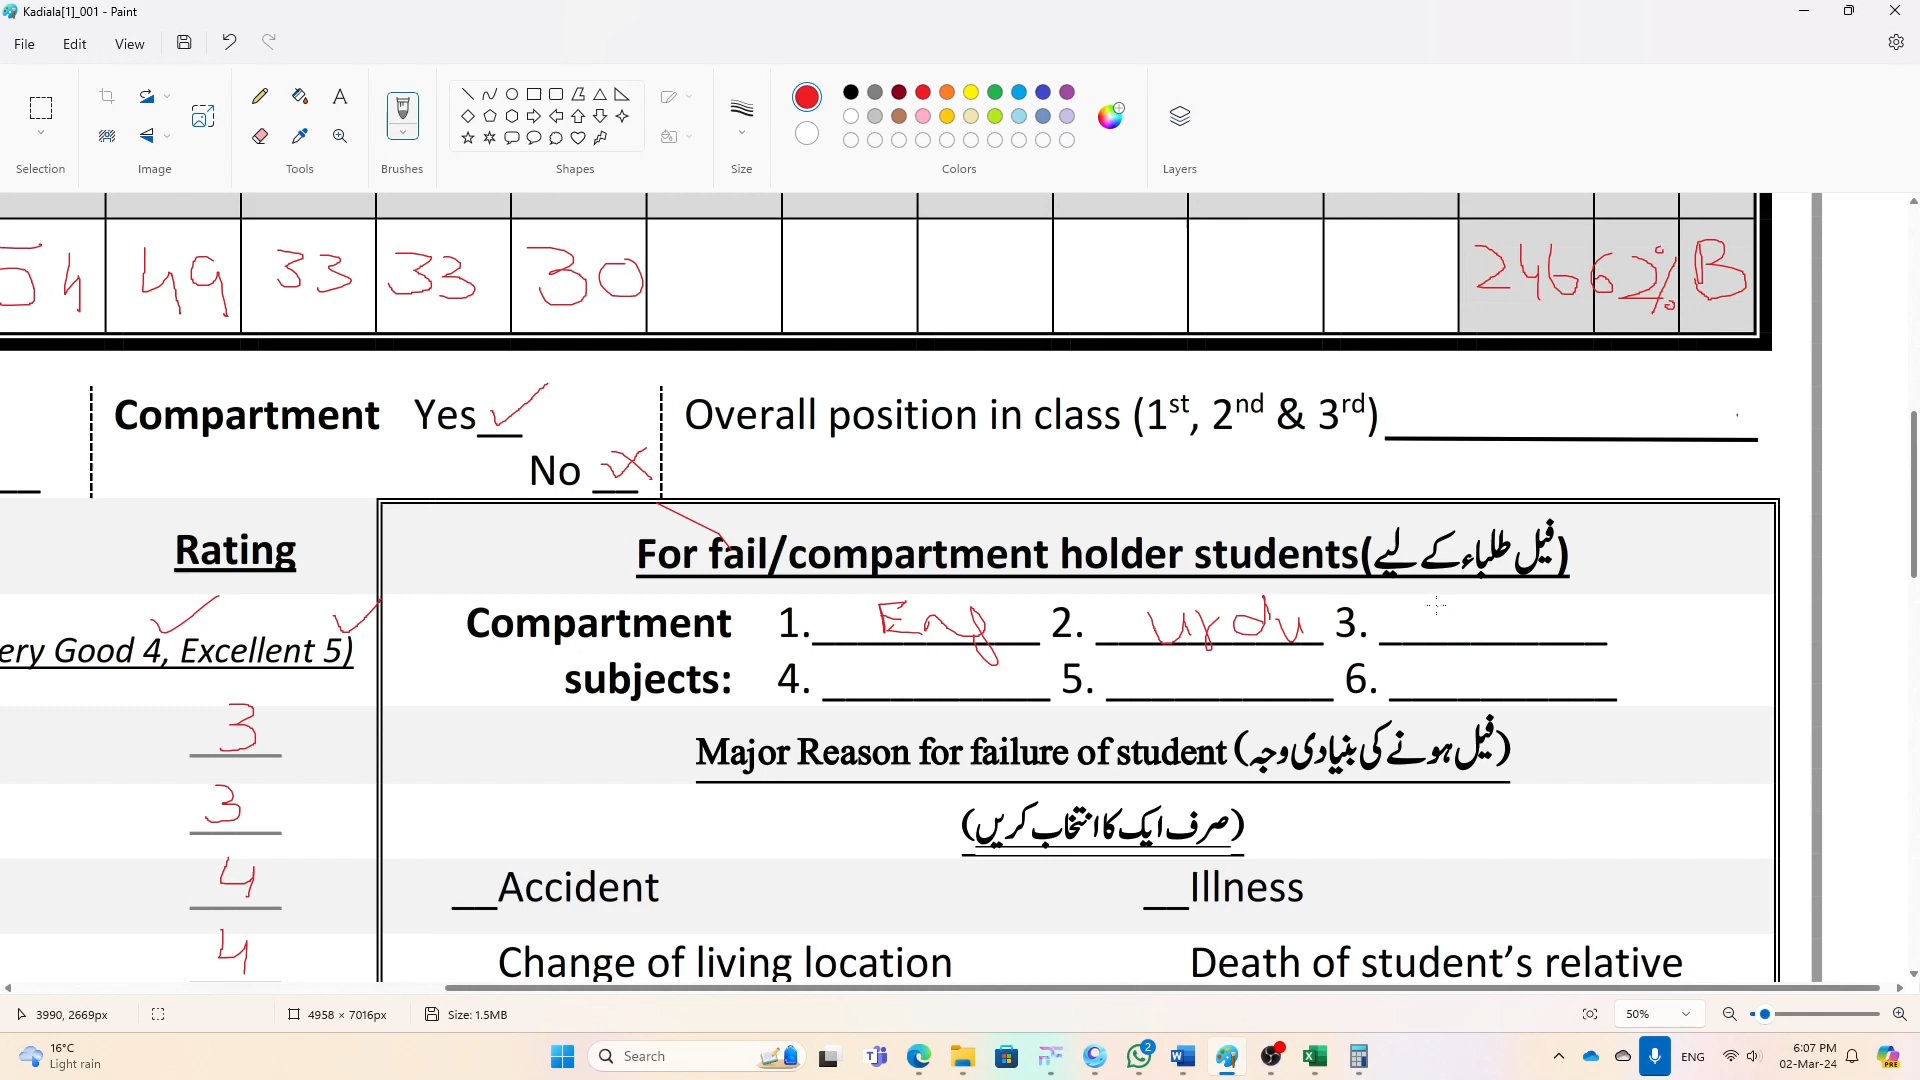 Kadiala[1]_001 - Paint
File Edit View
Selection Image Tools Brushes Shapes Size Colors Layers
54 49 33 33 30 246 62% B
Compartment Yes__ Overall position in class (1st, 2nd & 3rd)
No __
Rating For fail/compartment holder students(فیل طلباء کے لیے)
Compartment 1. Eng 2. Urdu 3.
ery Good 4, Excellent 5)
subjects: 4. 5. 6.
3
Major Reason for failure of student (فیل ہونے کی بنیادی وجہ)
3
(صرف ایک کا انتخاب کریں)
4 __Accident __Illness
4 Change of living location Death of student’s relative
3990, 2669px 4958 × 7016px Size: 1.5MB 50%
16°C
Light rain
Search
2
ENG
6:07 PM
02-Mar-24
PRE